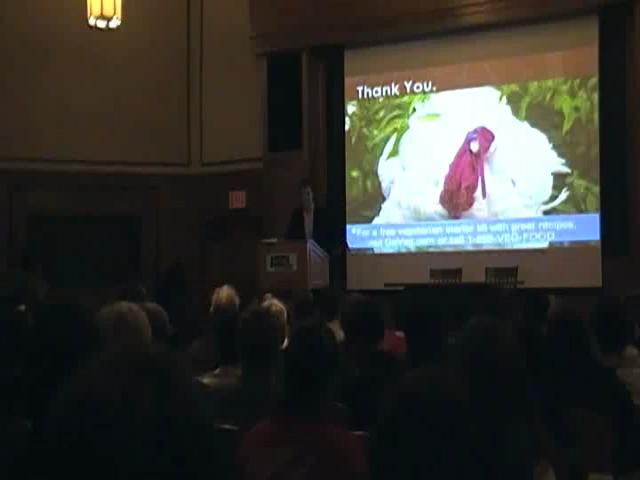 Thank You.
*For a free vegetarian starter kit with great recipes,
visit GoVeg.com or call 1-888-VEG-FOOD